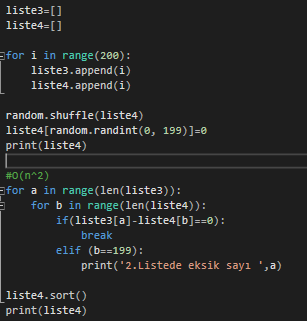 liste3=[]
liste4=[]
for i in range(200):
    liste3.append(i)
    liste4.append(i)
random.shuffle(liste4)
liste4[random.randint(0, 199)]=0
print(liste4)
#O(n^2)
for a in range(len(liste3)):
    for b in range(len(liste4)):
        if(liste3[a]-liste4[b]==0):
            break
        elif (b==199):
            print('2.Listede eksik sayı ',a)
liste4.sort()
print(liste4)